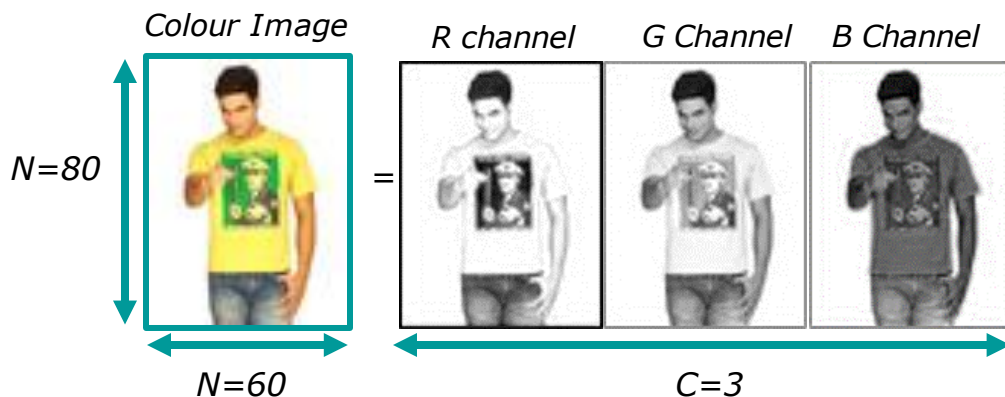 Colour Image
R channel
G Channel
B Channel
N=80
=
N=60
C=3